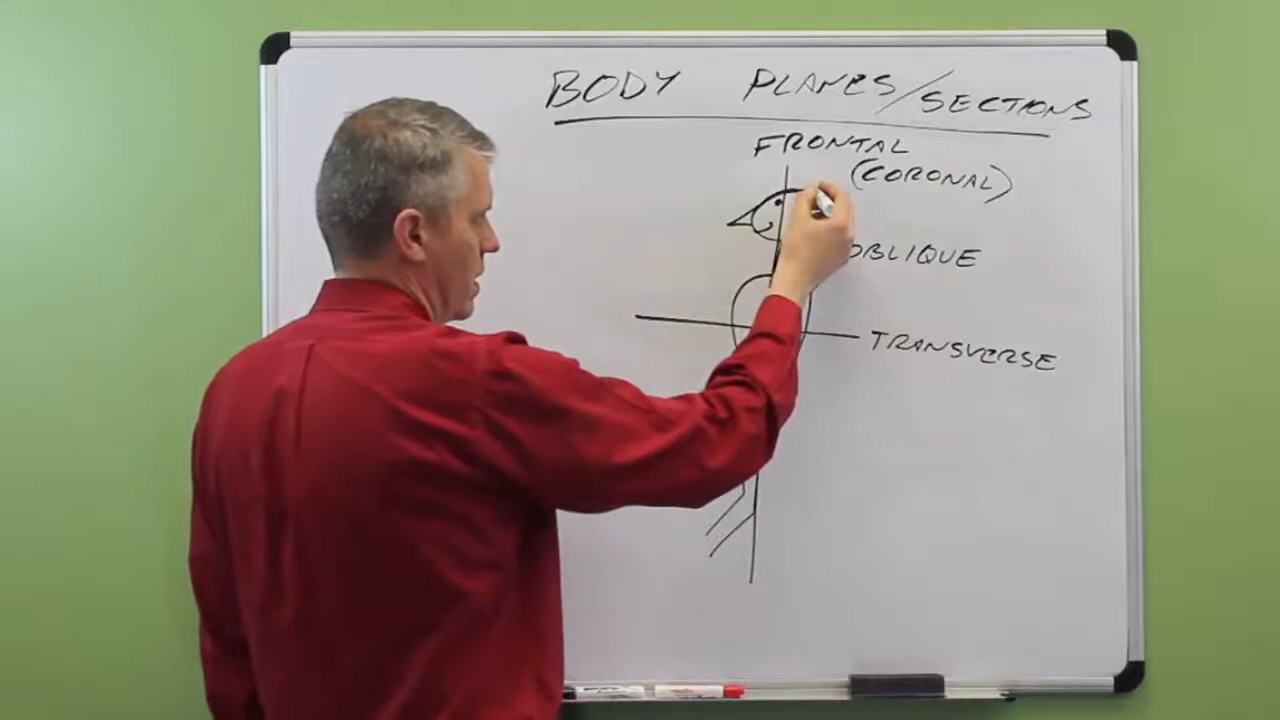 BODY PLANES/SECTIONS
FRONTAL
(CORONAL)
OBLIQUE
TRANSVERSE